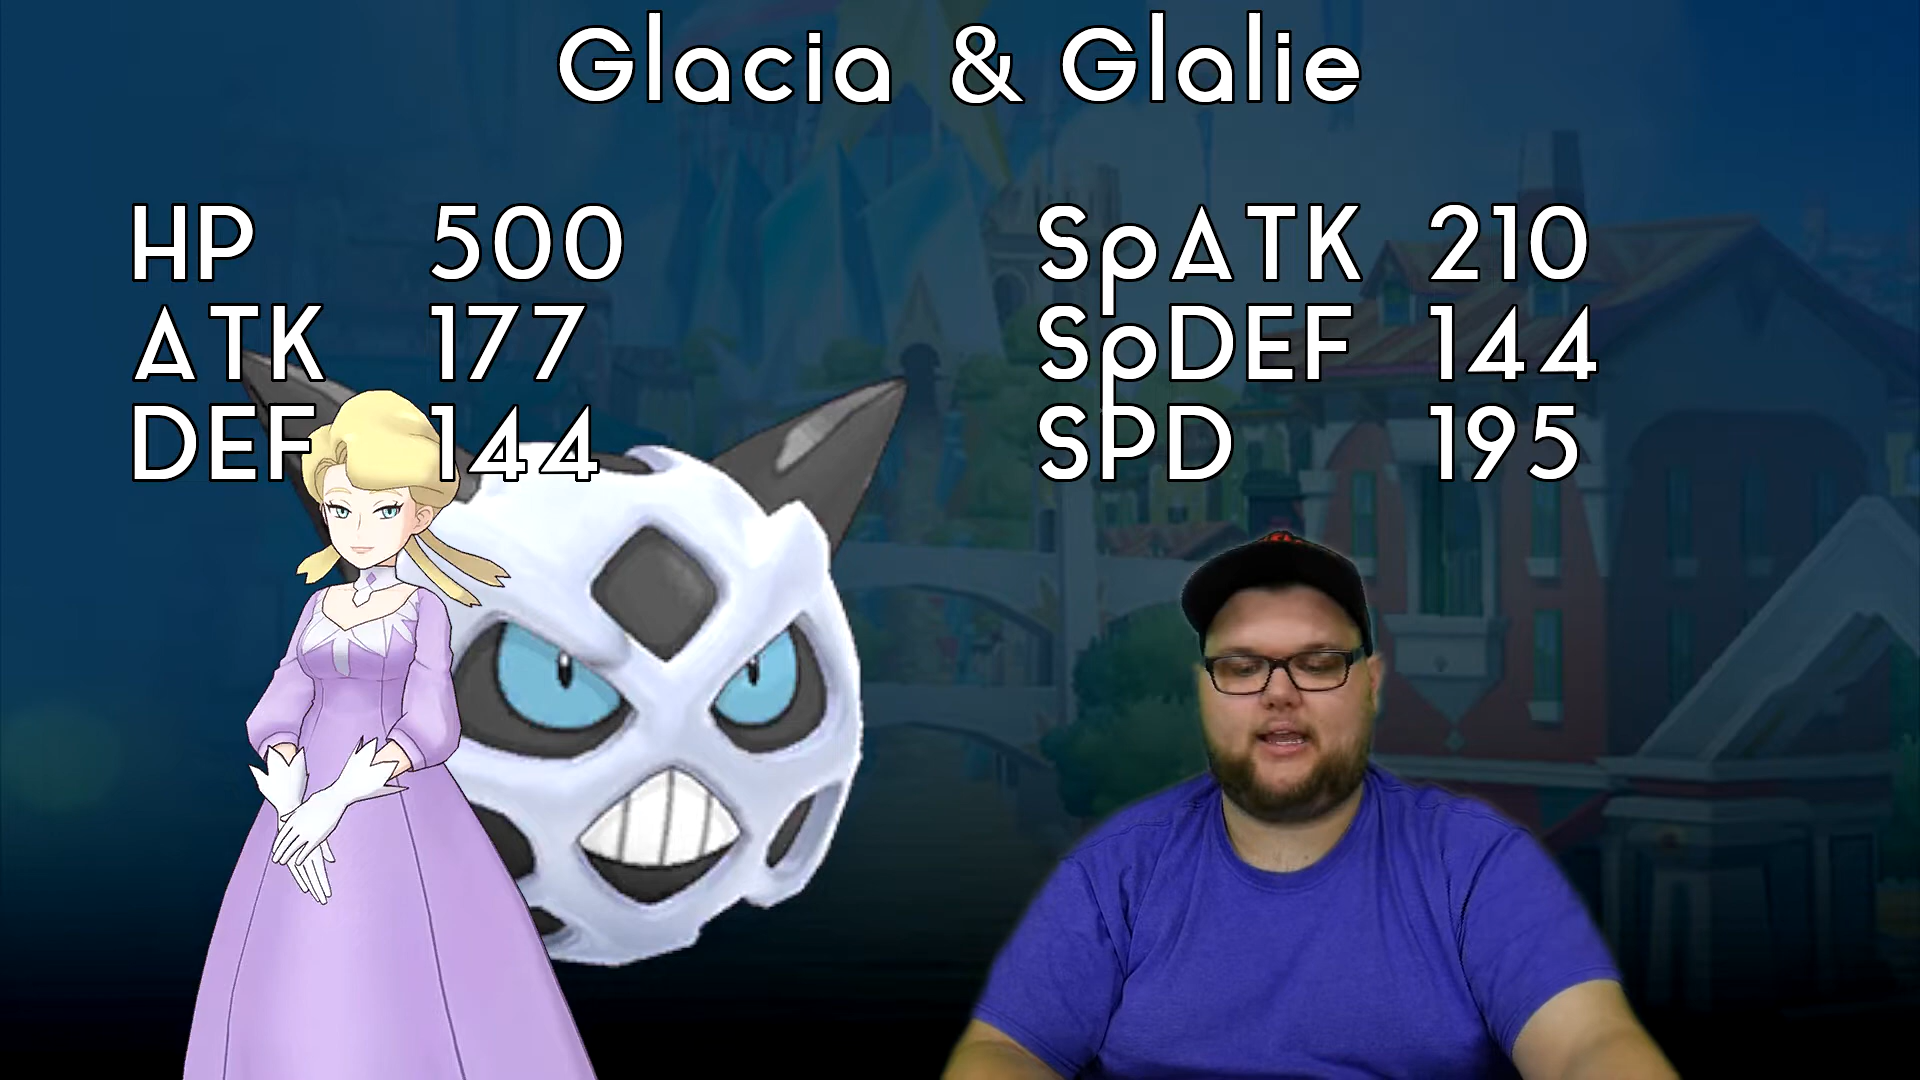 Glacia & Glalie
HP 500
ATK 177
DEF 144
SpATK 210
SpDEF 144
SPD 195